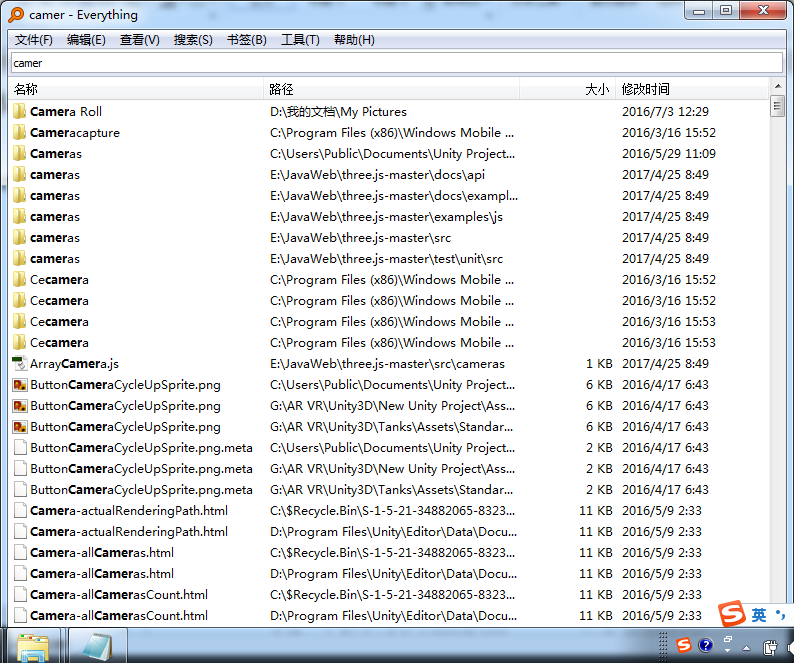 camer - Everything
文件(F) 编辑(E) 查看(V) 搜索(S) 书签(B) 工具(T) 帮助(H)
camer
名称 路径 大小 修改时间
Camera Roll D:\我的文档\My Pictures 2016/7/3 12:29
Cameracapture C:\Program Files (x86)\Windows Mobile ... 2016/3/16 15:52
Cameras C:\Users\Public\Documents\Unity Project... 2016/5/29 11:09
cameras E:\JavaWeb\three.js-master\docs\api 2017/4/25 8:49
cameras E:\JavaWeb\three.js-master\docs\exampl... 2017/4/25 8:49
cameras E:\JavaWeb\three.js-master\examples\js 2017/4/25 8:49
cameras E:\JavaWeb\three.js-master\src 2017/4/25 8:49
cameras E:\JavaWeb\three.js-master\test\unit\src 2017/4/25 8:49
Cecamera C:\Program Files (x86)\Windows Mobile ... 2016/3/16 15:52
Cecamera C:\Program Files (x86)\Windows Mobile ... 2016/3/16 15:52
Cecamera C:\Program Files (x86)\Windows Mobile ... 2016/3/16 15:53
Cecamera C:\Program Files (x86)\Windows Mobile ... 2016/3/16 15:53
ArrayCamera.js E:\JavaWeb\three.js-master\src\cameras 1 KB 2017/4/25 8:49
ButtonCameraCycleUpSprite.png C:\Users\Public\Documents\Unity Project... 6 KB 2016/4/17 6:43
ButtonCameraCycleUpSprite.png G:\AR VR\Unity3D\New Unity Project\Ass... 6 KB 2016/4/17 6:43
ButtonCameraCycleUpSprite.png G:\AR VR\Unity3D\Tanks\Assets\Standar... 6 KB 2016/4/17 6:43
ButtonCameraCycleUpSprite.png.meta C:\Users\Public\Documents\Unity Project... 2 KB 2016/4/17 6:43
ButtonCameraCycleUpSprite.png.meta G:\AR VR\Unity3D\New Unity Project\Ass... 2 KB 2016/4/17 6:43
ButtonCameraCycleUpSprite.png.meta G:\AR VR\Unity3D\Tanks\Assets\Standar... 2 KB 2016/4/17 6:43
Camera-actualRenderingPath.html C:\$Recycle.Bin\S-1-5-21-34882065-8323... 11 KB 2016/5/9 2:33
Camera-actualRenderingPath.html D:\Program Files\Unity\Editor\Data\Docu... 11 KB 2016/5/9 2:33
Camera-allCameras.html C:\$Recycle.Bin\S-1-5-21-34882065-8323... 11 KB 2016/5/9 2:33
Camera-allCameras.html D:\Program Files\Unity\Editor\Data\Docu... 11 KB 2016/5/9 2:33
Camera-allCamerasCount.html C:\$Recycle.Bin\S-1-5-21-34882065-8323... 11 KB 2016/5/9 2:33
Camera-allCamerasCount.html D:\Program Files\Unity\Editor\Data\Docu... 11 KB 2016/5/9 2:33
S 英
S ?